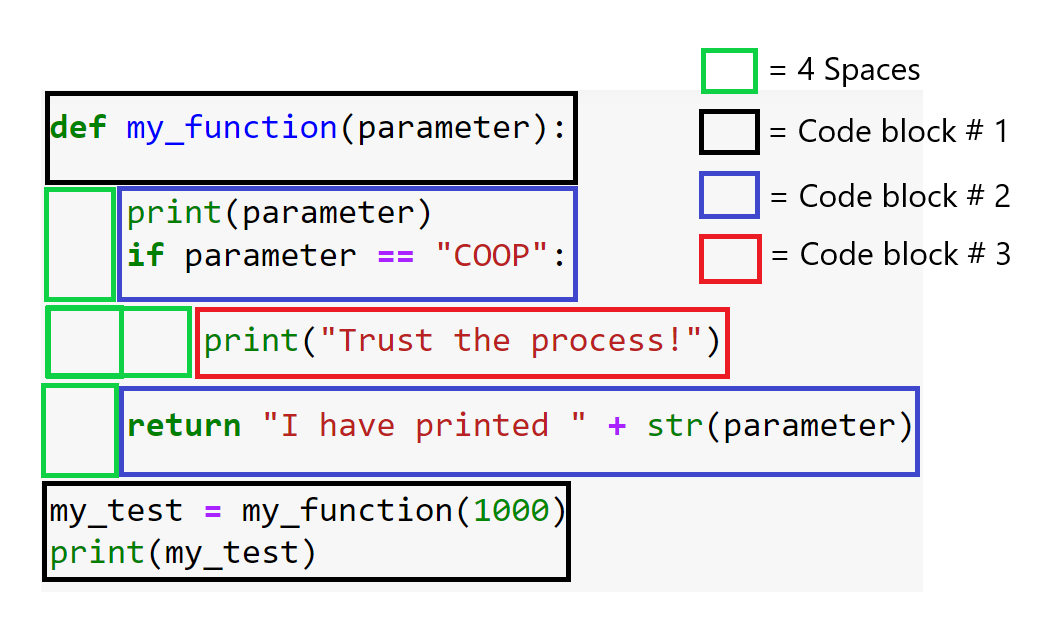 = 4 Spaces
def my_function(parameter):
= Code block # 1
print(parameter)
= Code block # 2
if parameter == "COOP":
= Code block # 3
print("Trust the process!")
return "I have printed " + str(parameter)
my_test = my_function(1000)
print(my_test)